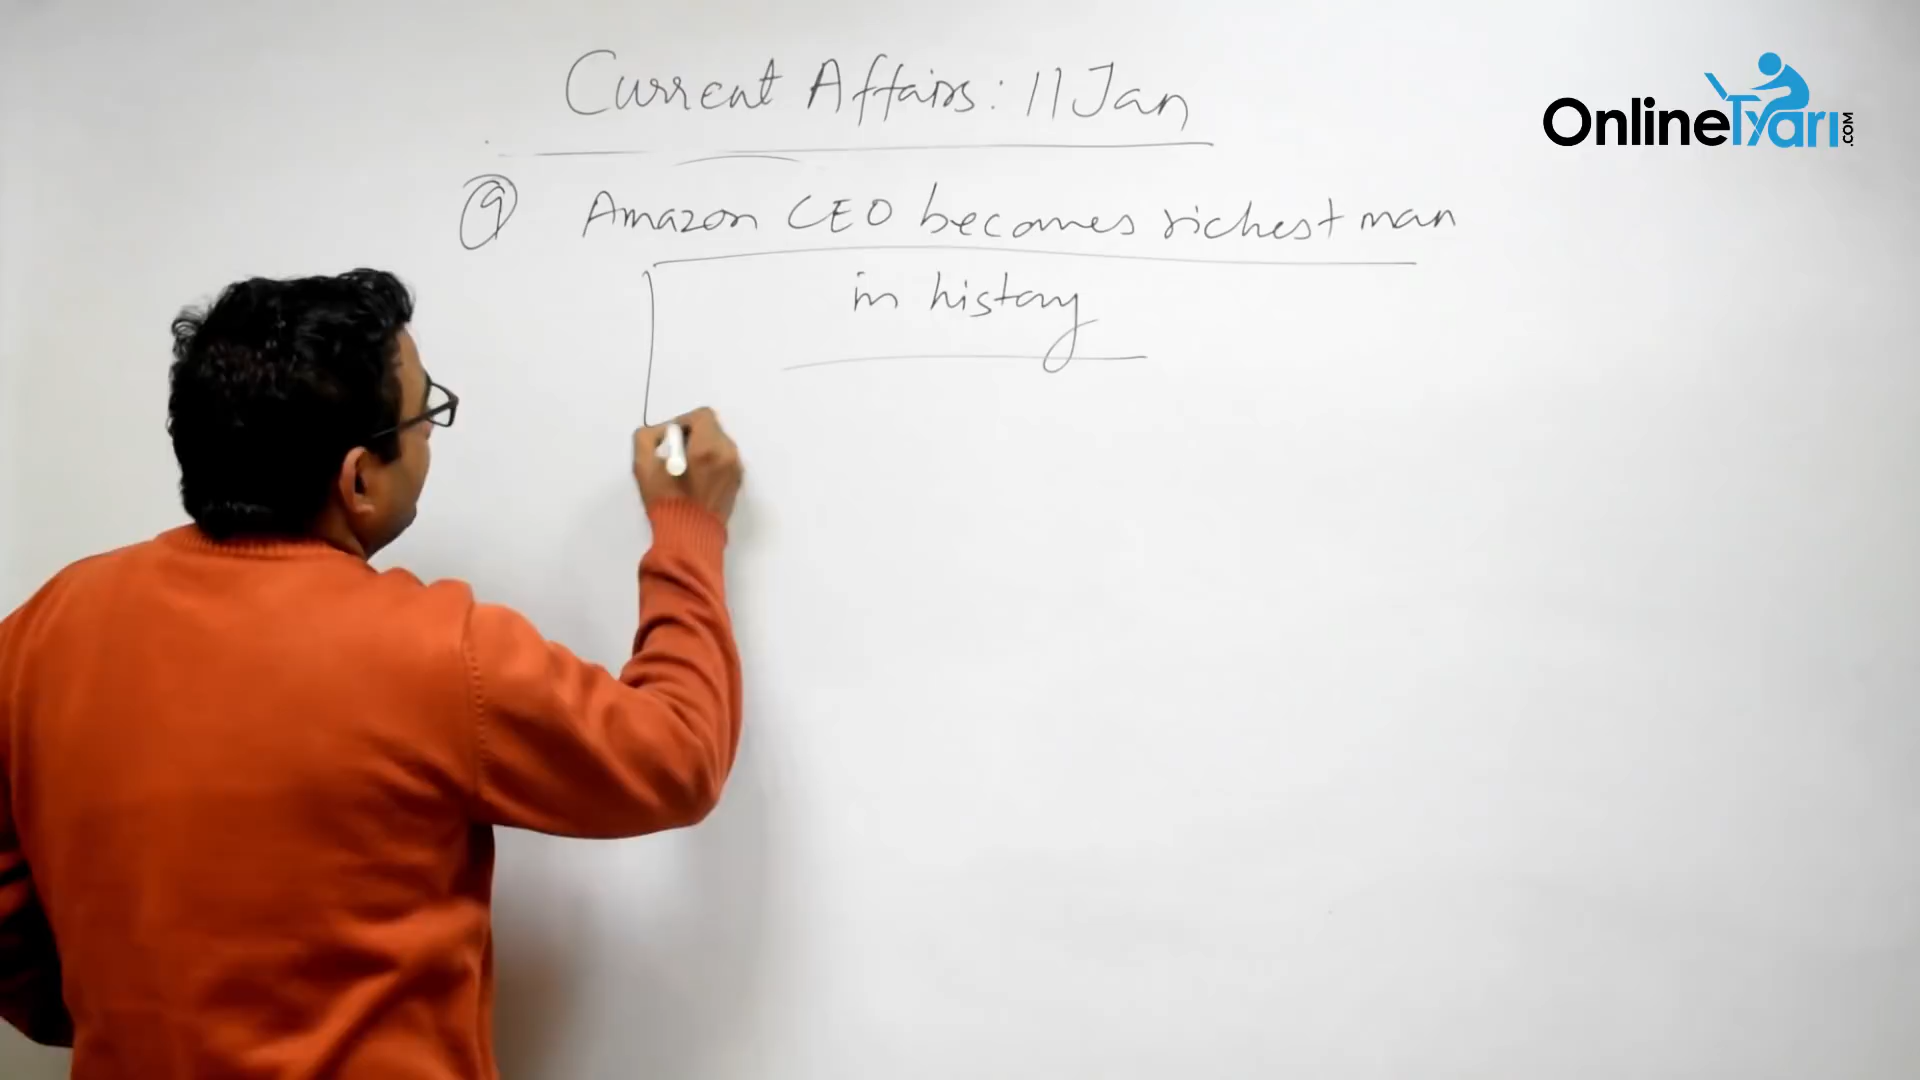 Current Affairs: 11 Jan
OnlineTyari.com
9 Amazon CEO becomes richest man
in history